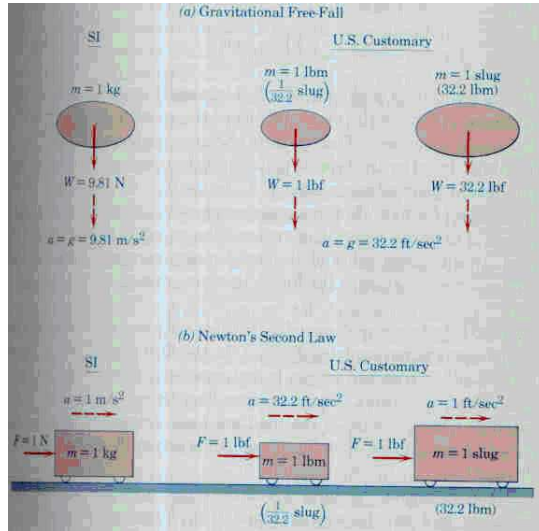 (a) Gravitational Free-Fall
SI
U.S. Customary
m = 1 kg
m = 1 lbm
(1/32.2 slug)
m = 1 slug
(32.2 lbm)
W = 9.81 N
W = 1 lbf
W = 32.2 lbf
a = g = 9.81 m/s²
a = g = 32.2 ft/sec²
(b) Newton's Second Law
SI
U.S. Customary
a = 1 m/s²
a = 32.2 ft/sec²
a = 1 ft/sec²
F = 1 N
m = 1 kg
F = 1 lbf
m = 1 lbm
F = 1 lbf
m = 1 slug
(1/32.2 slug)
(32.2 lbm)